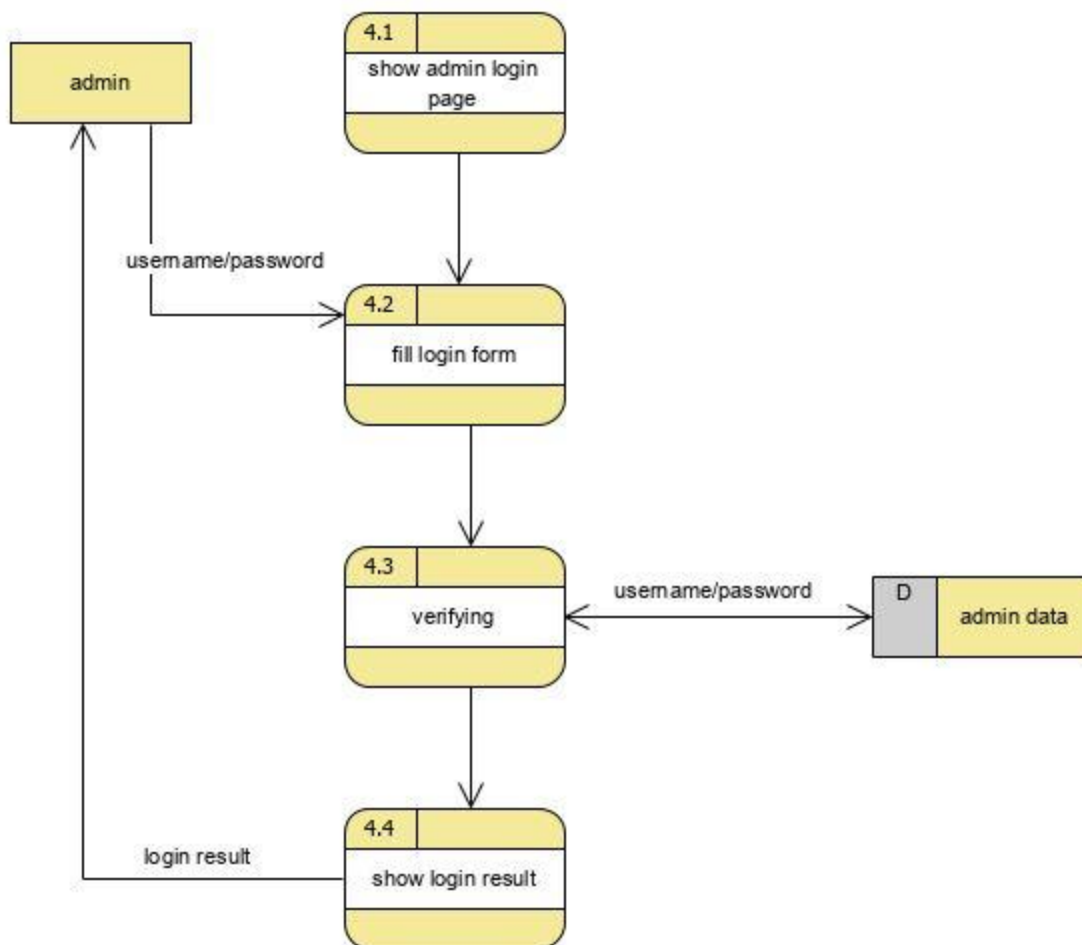 4.1
show admin login
page
admin
username/password
4.2
fill login form
4.3
verifying
username/password
D
admin data
4.4
show login result
login result